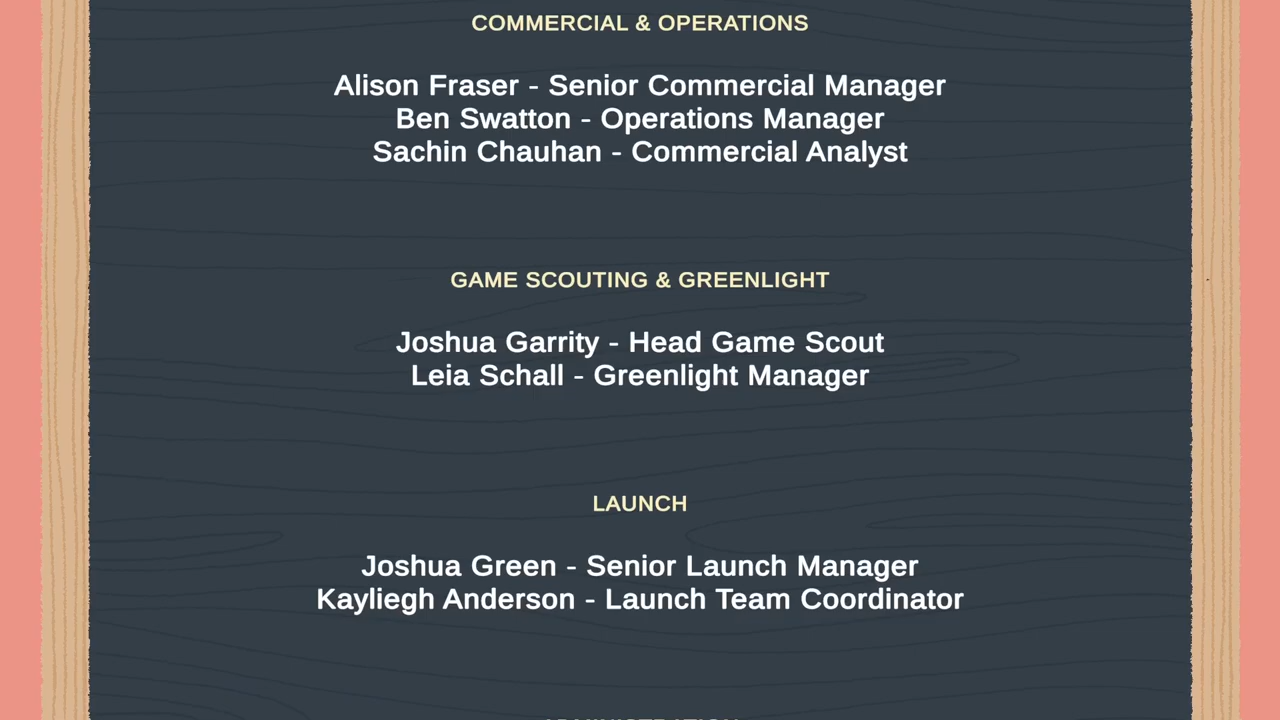 COMMERCIAL & OPERATIONS
Alison Fraser - Senior Commercial Manager
Ben Swatton - Operations Manager
Sachin Chauhan - Commercial Analyst
GAME SCOUTING & GREENLIGHT
Joshua Garrity - Head Game Scout
Leia Schall - Greenlight Manager
LAUNCH
Joshua Green - Senior Launch Manager
Kayliegh Anderson - Launch Team Coordinator